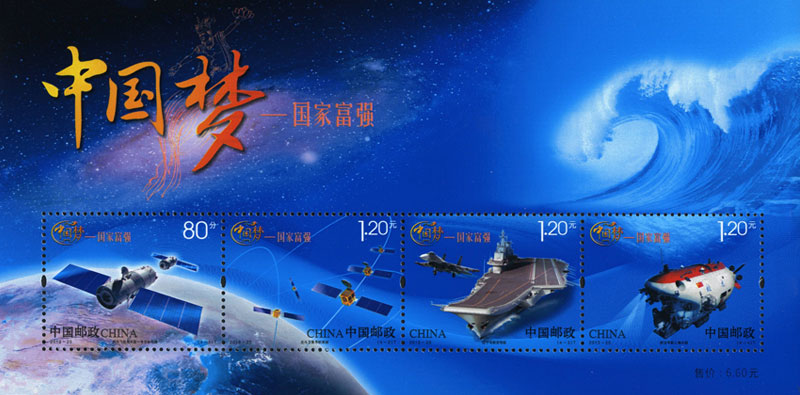 中国梦
—国家富强
中国梦—国家富强
80分
中国邮政CHINA
中国梦—国家富强
1.20元
CHINA中国邮政
中国梦—国家富强
1.20元
中国邮政CHINA
中国梦—国家富强
1.20元
CHINA中国邮政
售价：5.60元